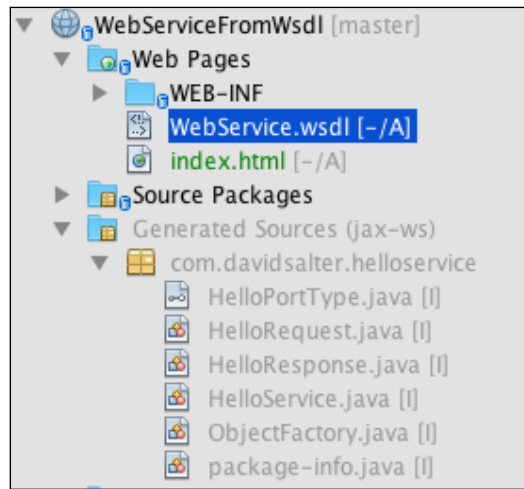 WebServiceFromWsdl [master]
Web Pages
WEB-INF
WebService.wsdl [-/A]
index.html [-/A]
Source Packages
Generated Sources (jax-ws)
com.davidsalter.helloservice
HelloPortType.java [I]
HelloRequest.java [I]
HelloResponse.java [I]
HelloService.java [I]
ObjectFactory.java [I]
package-info.java [I]